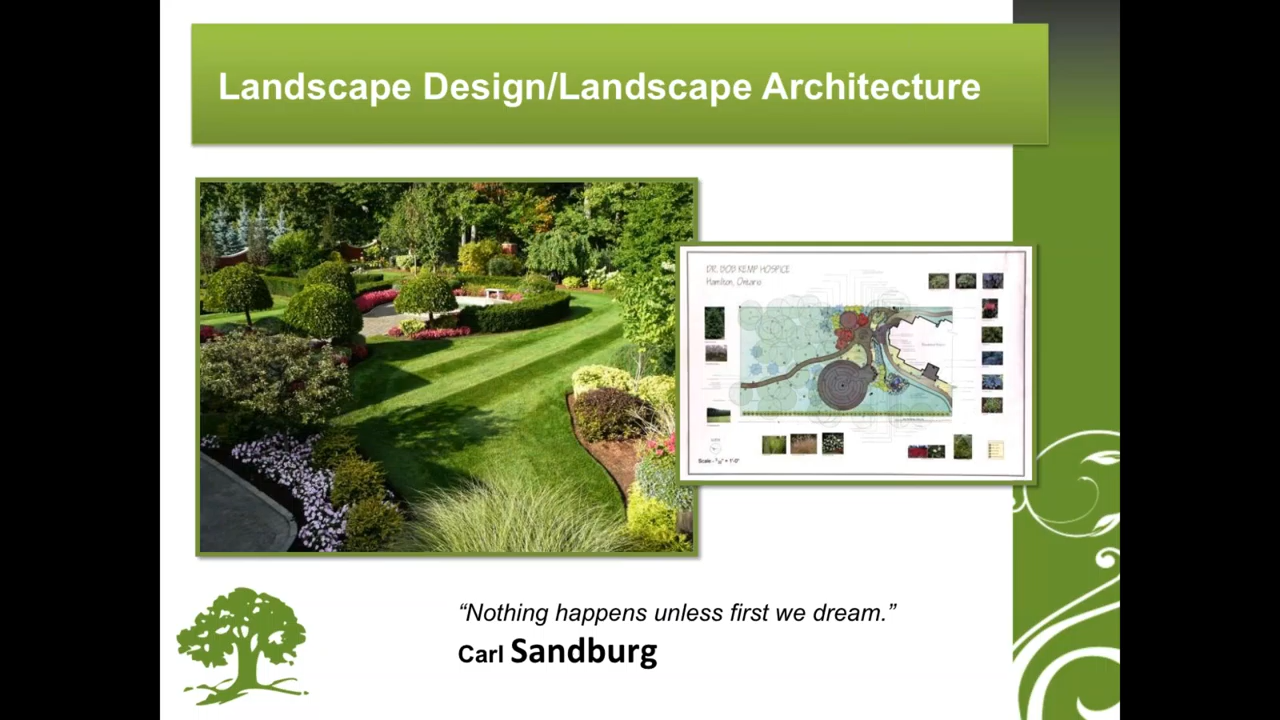 Landscape Design/Landscape Architecture
DR. BOB KEMP HOSPICE
Hamilton, Ontario
“Nothing happens unless first we dream.”
Carl Sandburg